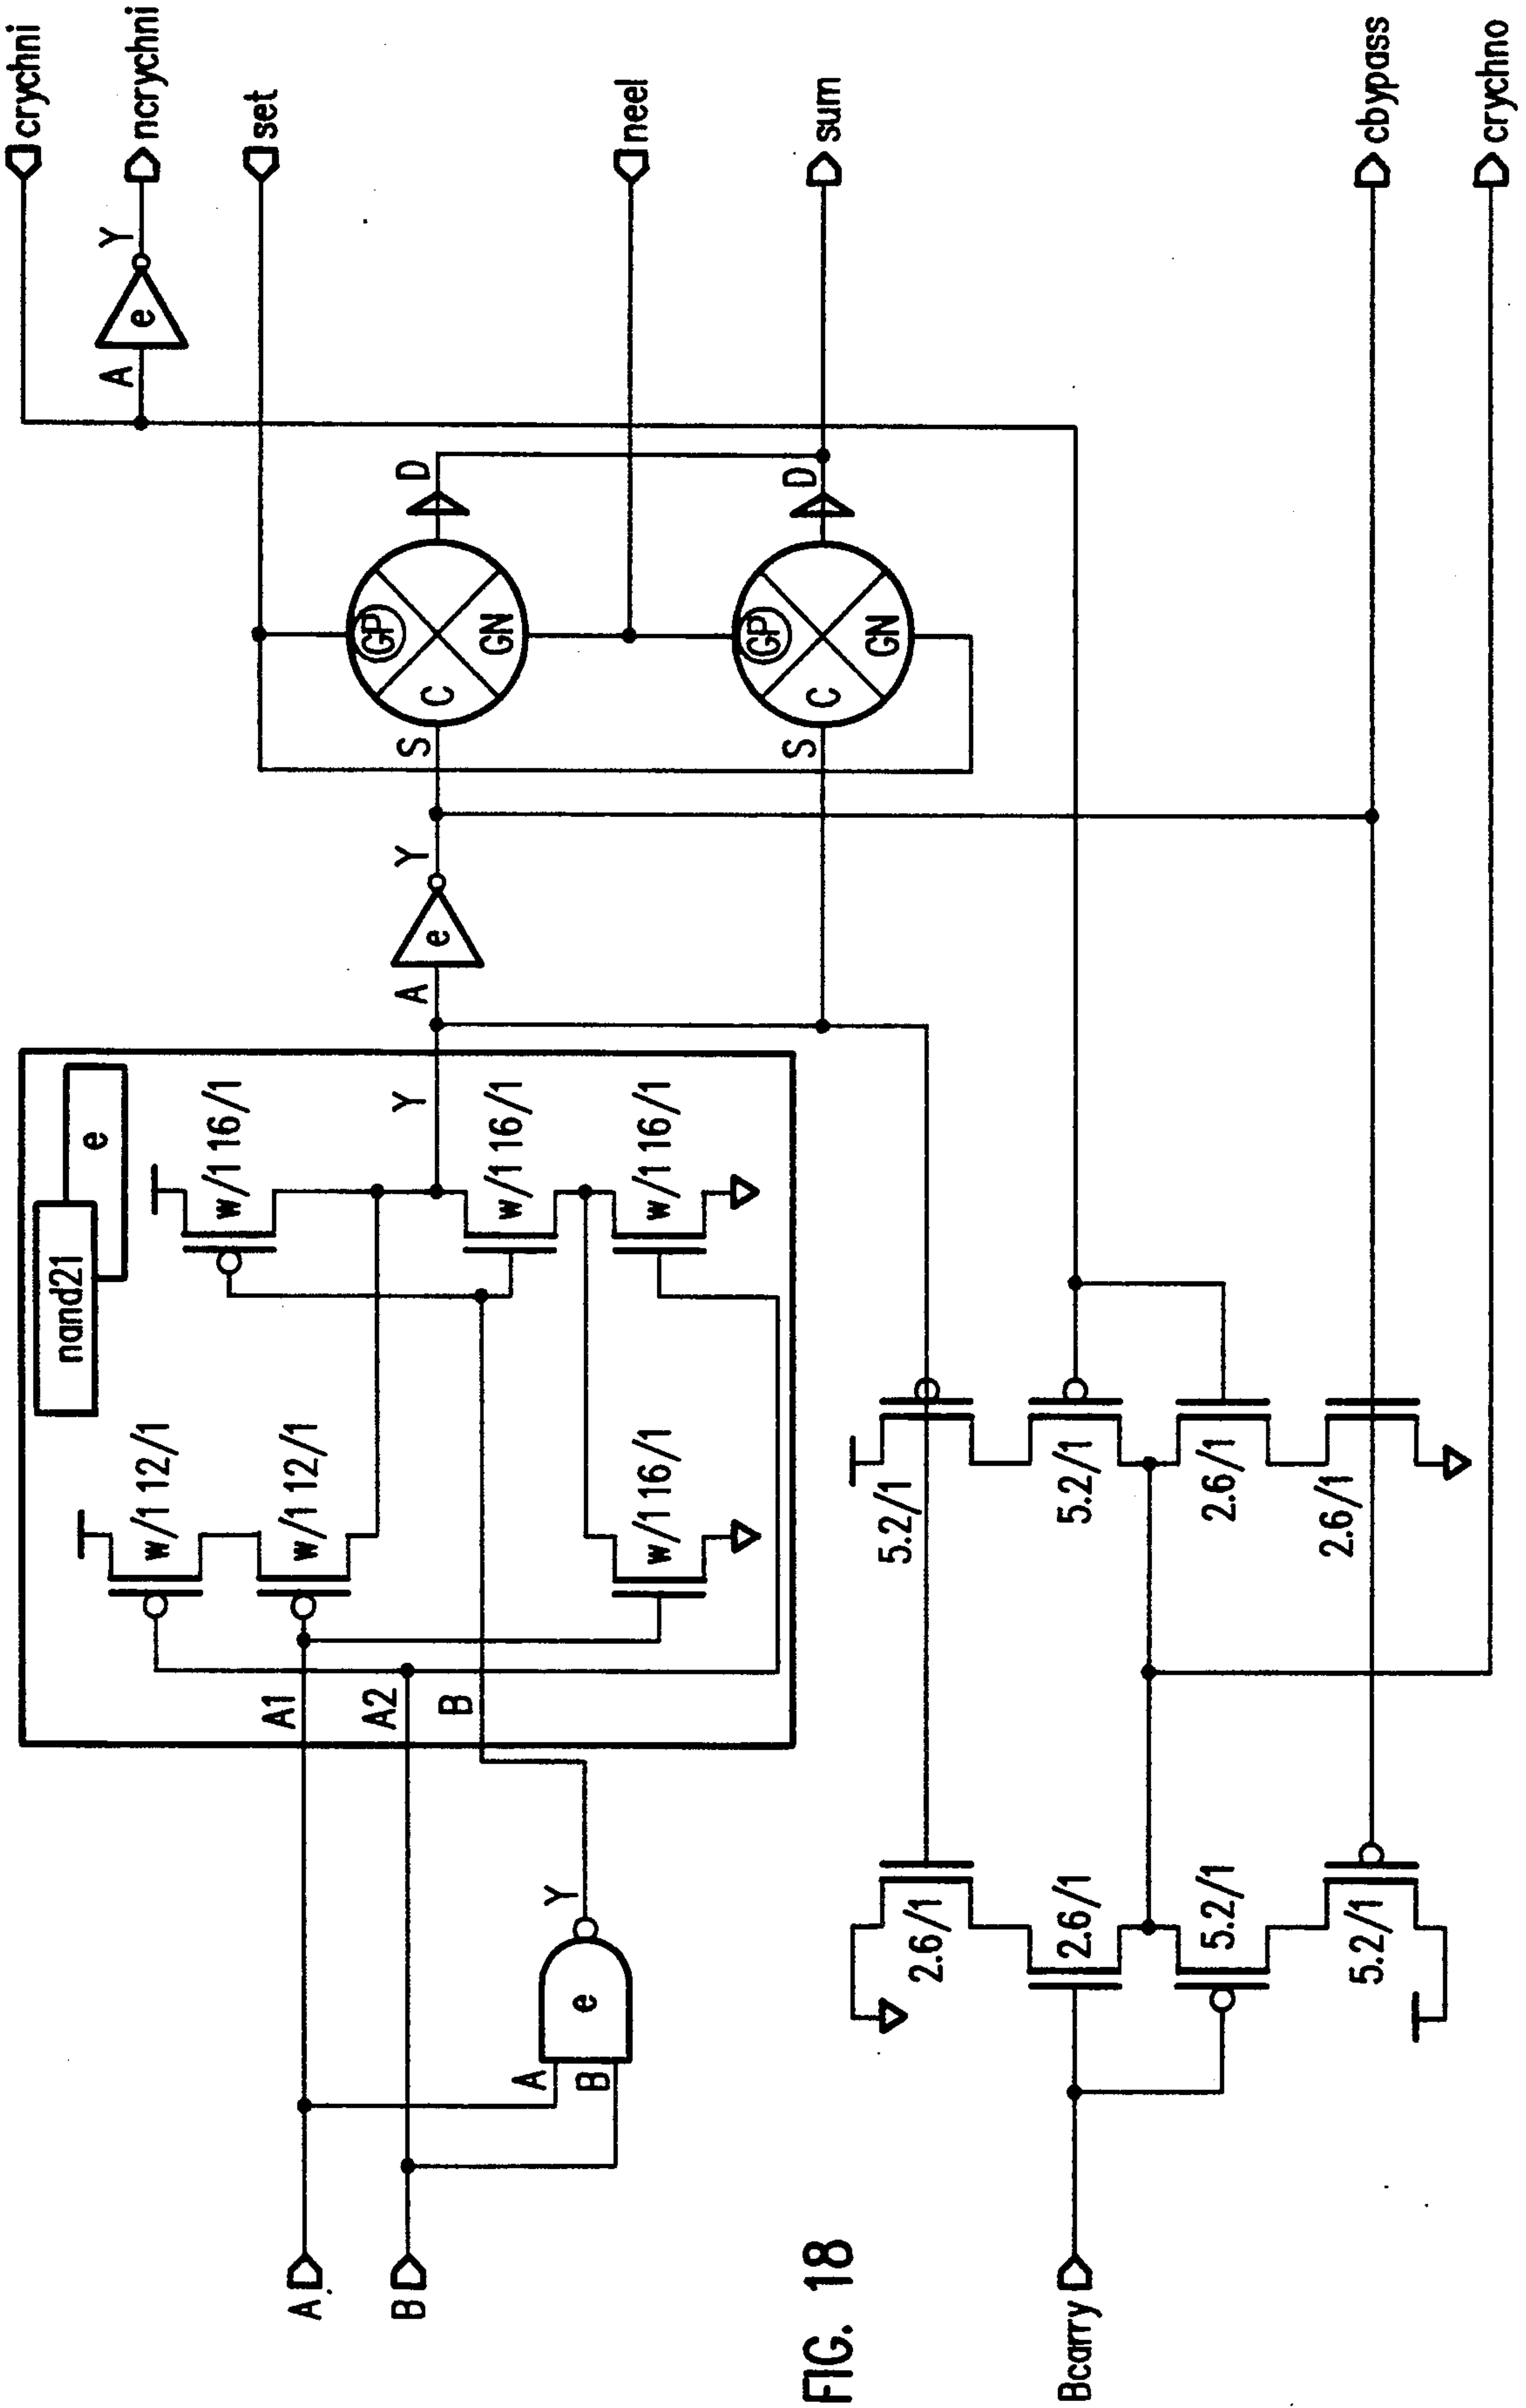 crychni
ncrychni
set
neel
sum
cbypass
crychno
Y
e
A
D
D
GP
GN
C
S
GP
GN
C
S
Y
e
A
nand21
e
w/1 16/1
Y
w/1 16/1
w/1 16/1
w/1 12/1
w/1 12/1
w/1 16/1
A1
A2
B
Y
e
A
B
A
B
5.2/1
5.2/1
2.6/1
2.6/1
2.6/1
2.6/1
5.2/1
5.2/1
Bcarry
FIG. 18